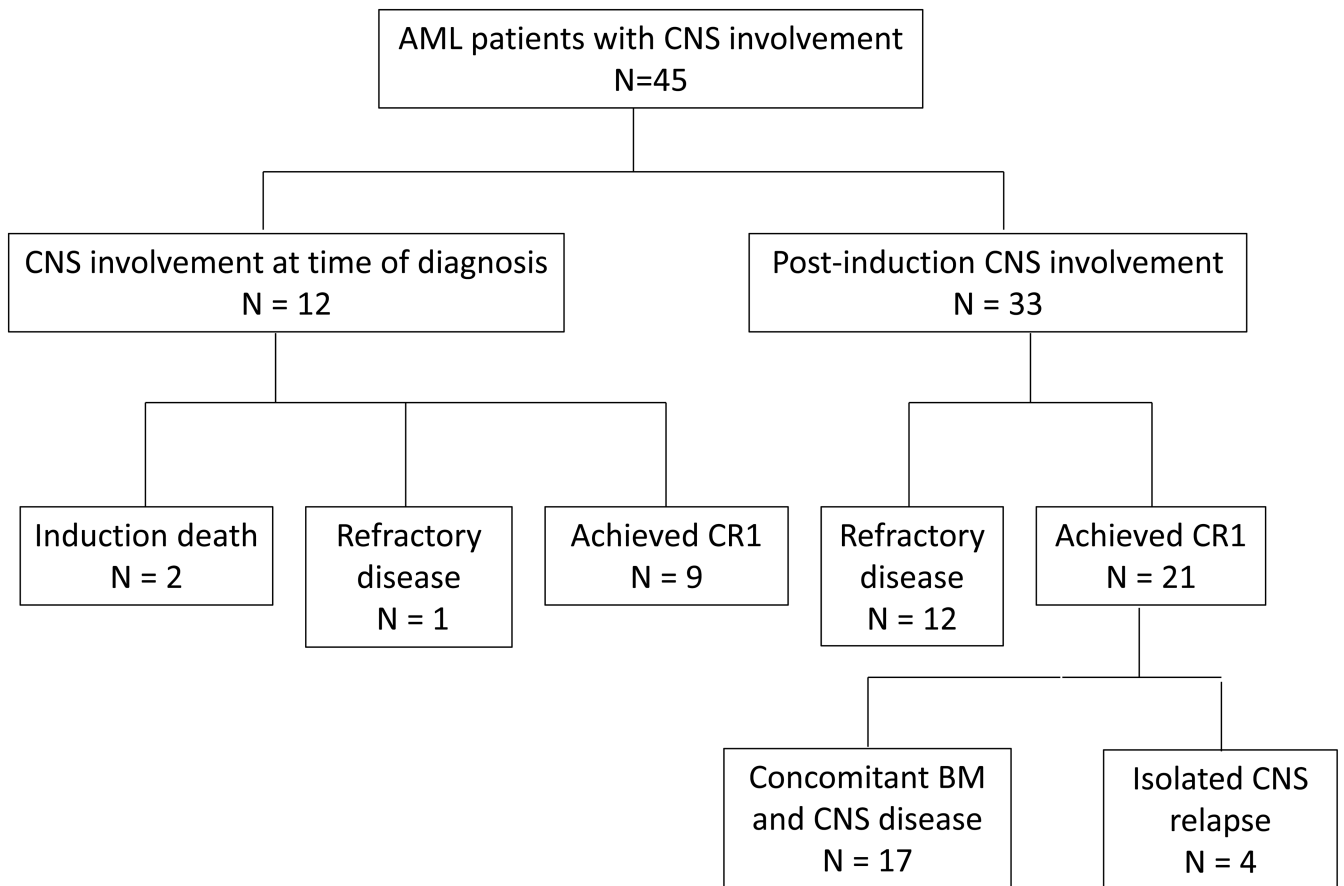 AML patients with CNS involvement
N=45
CNS involvement at time of diagnosis
N = 12
Post-induction CNS involvement
N = 33
Induction death
N = 2
Refractory
disease
N = 1
Achieved CR1
N = 9
Refractory
disease
N = 12
Achieved CR1
N = 21
Concomitant BM
and CNS disease
N = 17
Isolated CNS
relapse
N = 4